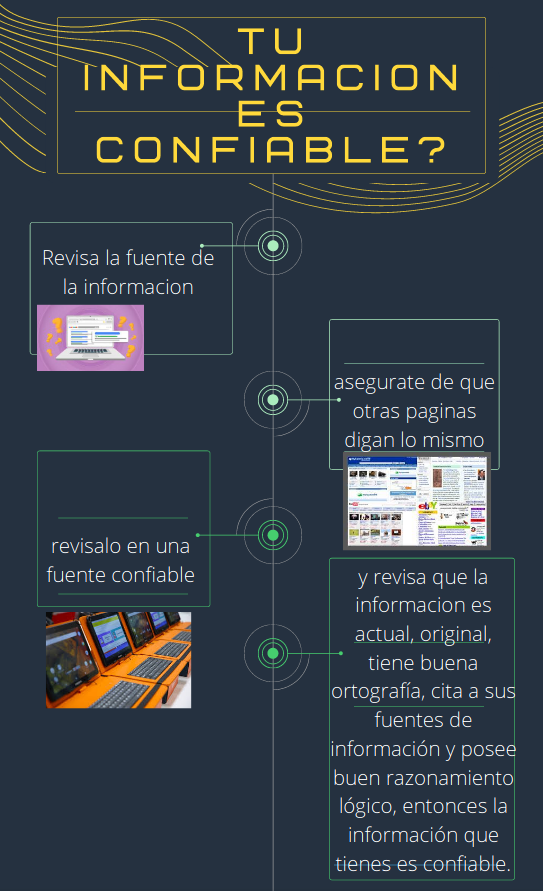 TU
INFORMACION
ES
CONFIABLE?
Revisa la fuente de
la informacion
asegurate de que
otras paginas
digan lo mismo
ebY
revisalo en una
fuente confiable
y revisa que la
informacion es
actual, original,
tiene buena
ortografía, cita a sus
fuentes de
información y posee
buen razonamiento
lógico, entonces la
información que
tienes es confiable.